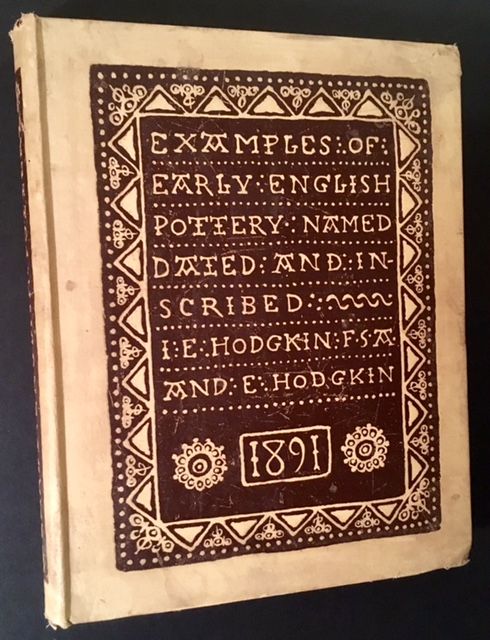 EXAMPLES : OF :
EARLY : ENGLISH
POTTERY : NAMED
DATED : AND : IN-
SCRIBED :
I : E : HODGKIN : F·S·A
AND : E : HODGKIN
1891